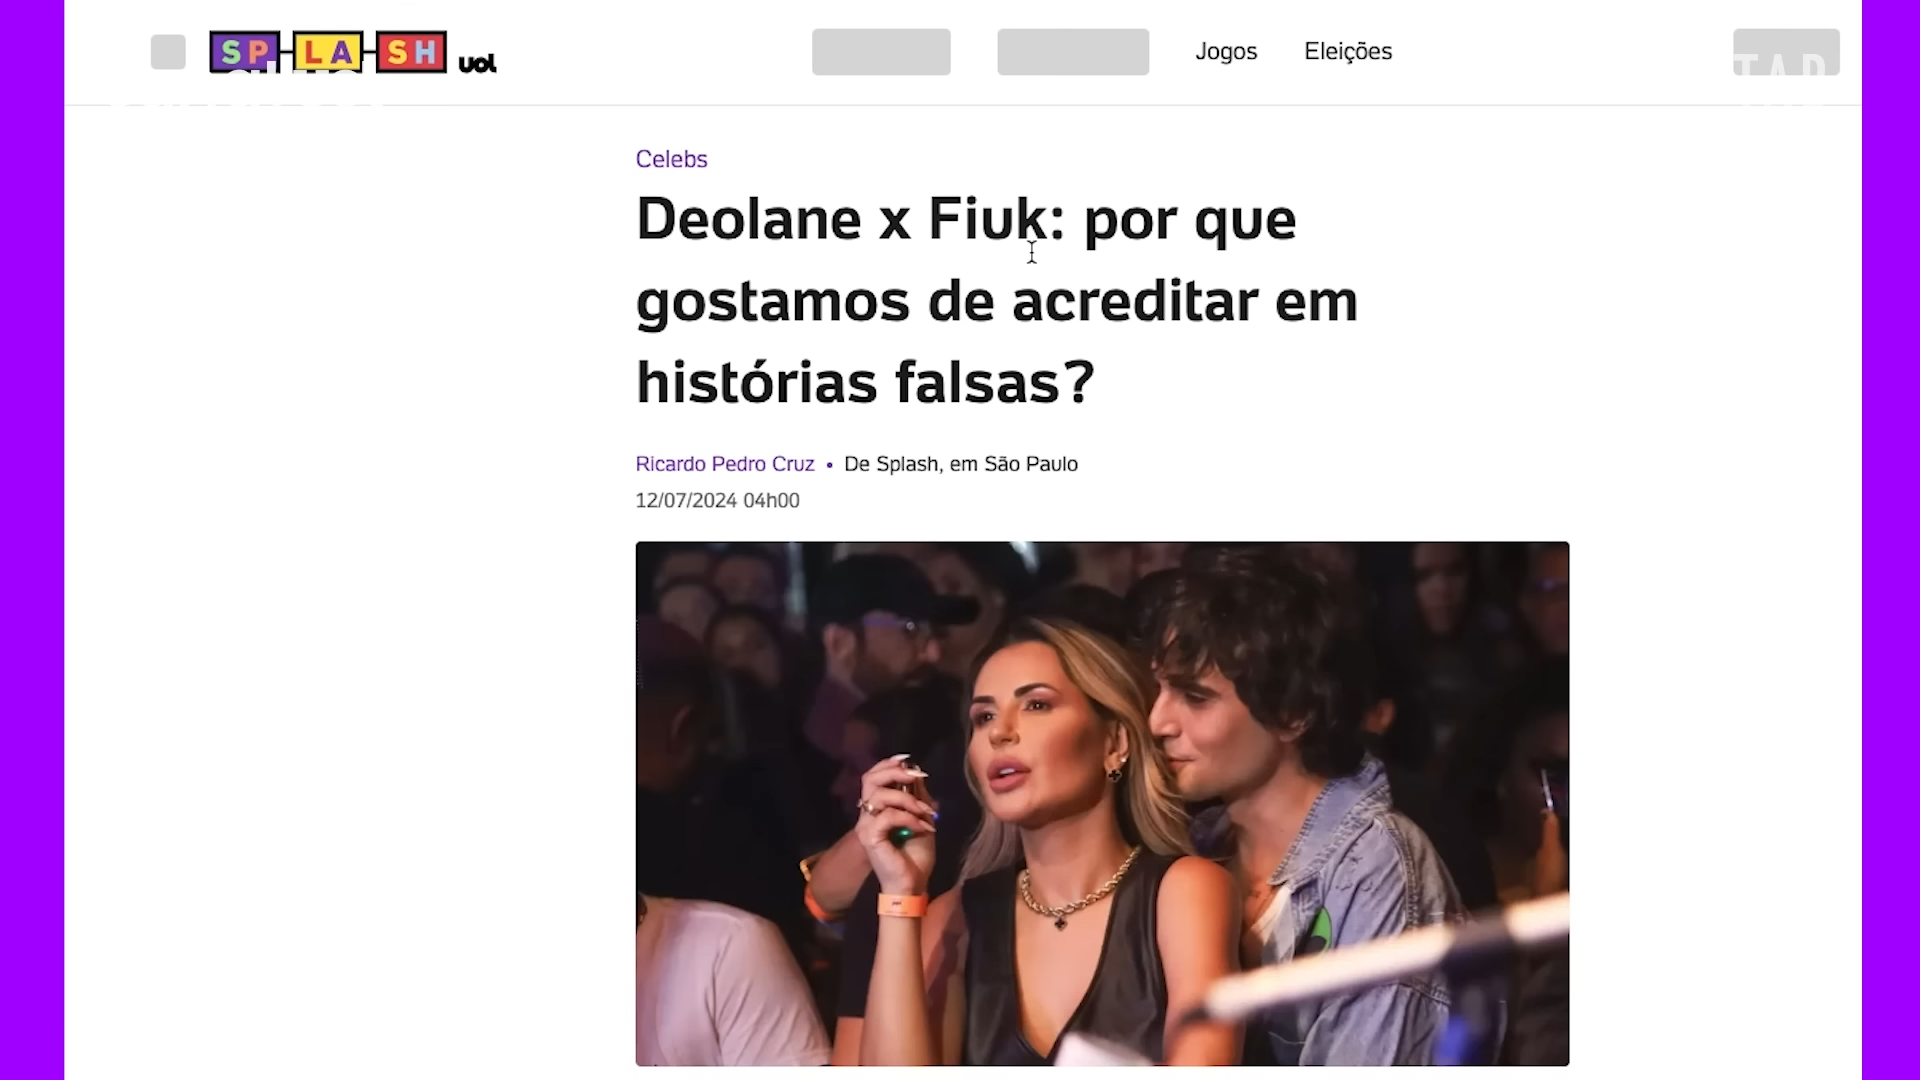 SPLASH uol
Jogos
Eleições
TAB
Celebs
Deolane x Fiuk: por que
gostamos de acreditar em
histórias falsas?
Ricardo Pedro Cruz • De Splash, em São Paulo
12/07/2024 04h00